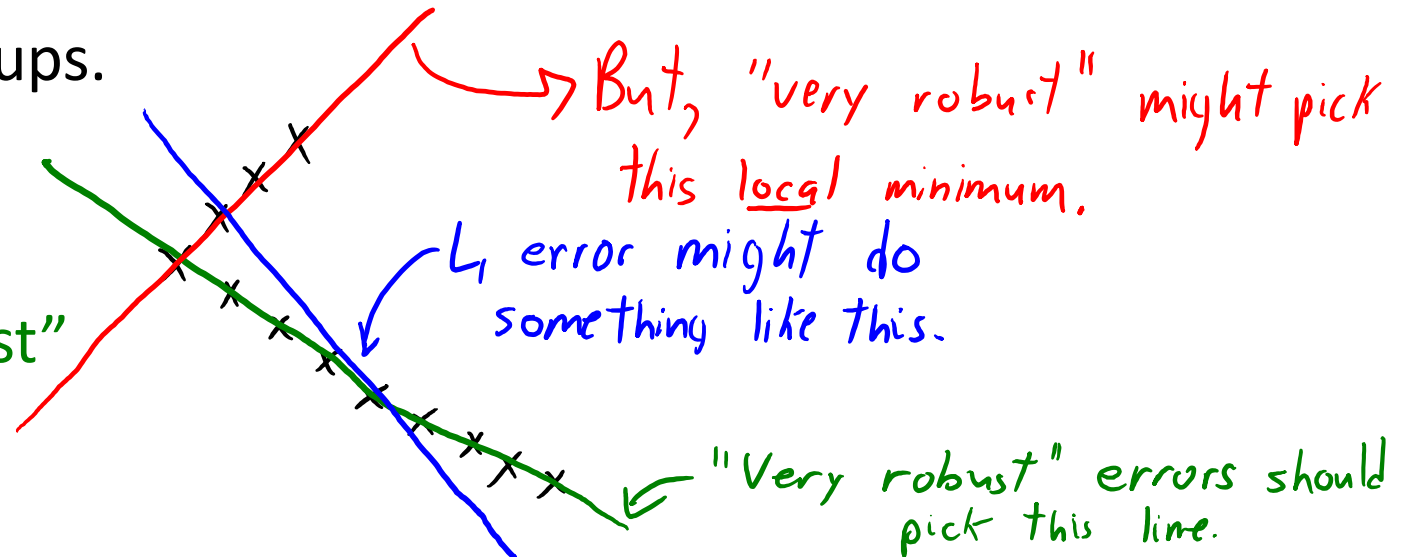 ups.
But, "very robust" might pick
this local minimum.
L₁ error might do
something like this.
st”
"Very robust" errors should
pick this line.